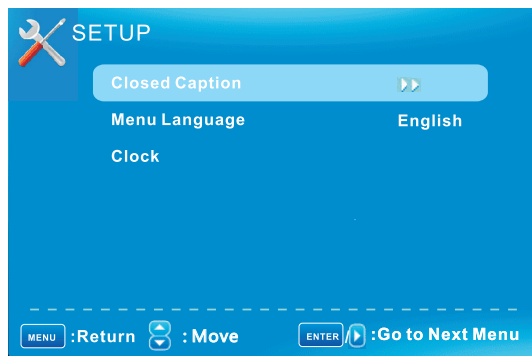 SETUP
Closed Caption
Menu Language English
Clock
MENU :Return : Move ENTER / :Go to Next Menu